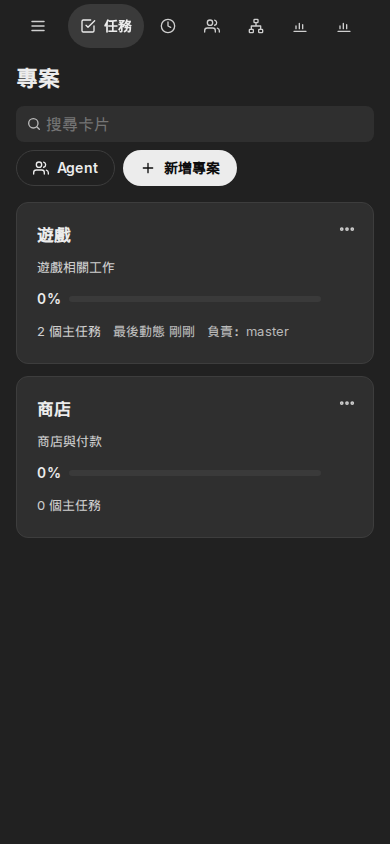 任務
專案
搜尋卡片
Agent
新增專案
遊戲
遊戲相關工作
0%
2 個主任務 最後動態 剛剛 負責：master
商店
商店與付款
0%
0 個主任務